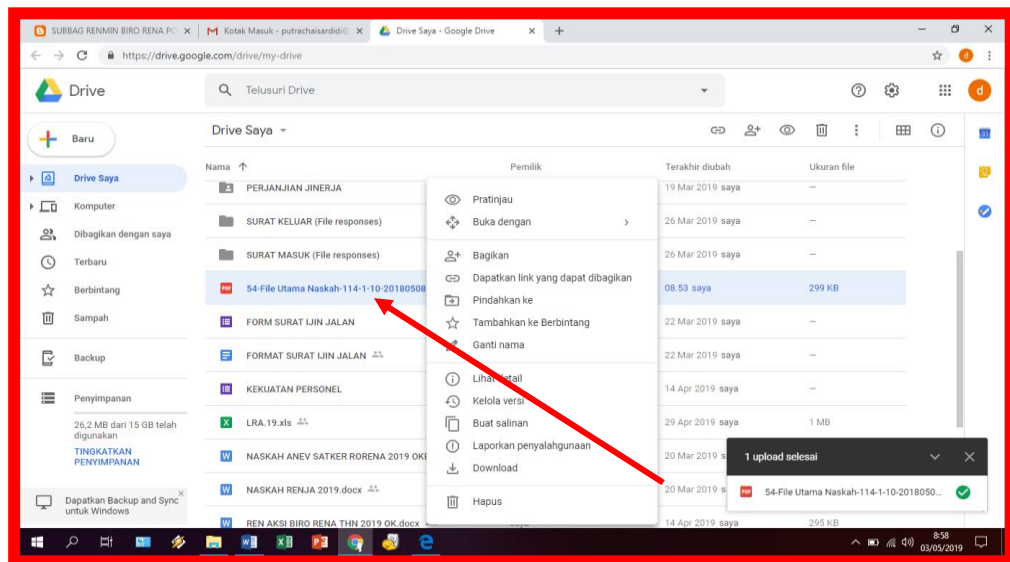 SUBBAG RENMIN BIRO RENA PO
Kotak Masuk - putrachaisardidi@
Drive Saya - Google Drive
https://drive.google.com/drive/my-drive
d
Drive
Telusuri Drive
d
Baru
Drive Saya
31
Nama
Pemilik
Terakhir diubah
Ukuran file
Drive Saya
PERJANJIAN JINERJA
19 Mar 2019 saya
–
Komputer
SURAT KELUAR (File responses)
26 Mar 2019 saya
–
Dibagikan dengan saya
SURAT MASUK (File responses)
26 Mar 2019 saya
–
Terbaru
Berbintang
PDF
54-File Utama Naskah-114-1-10-20180508
08.53 saya
299 KB
Sampah
FORM SURAT IJIN JALAN
22 Mar 2019 saya
–
Backup
FORMAT SURAT IJIN JALAN
22 Mar 2019 saya
–
Penyimpanan
KEKUATAN PERSONEL
14 Apr 2019 saya
–
26,2 MB dari 15 GB telah
digunakan
TINGKATKAN
PENYIMPANAN
X
LRA.19.xls
29 Apr 2019 saya
1 MB
W
NASKAH ANEV SATKER RORENA 2019 OKE
20 Mar 2019 s
W
NASKAH RENJA 2019.docx
20 Mar 2019 s
Dapatkan Backup and Sync
untuk Windows
W
REN AKSI BIRO RENA THN 2019 OK.docx
saya
14 Apr 2019 saya
295 KB
Pratinjau
Buka dengan
Bagikan
Dapatkan link yang dapat dibagikan
Pindahkan ke
Tambahkan ke Berbintang
Ganti nama
Lihat detail
Kelola versi
Buat salinan
Laporkan penyalahgunaan
Download
Hapus
1 upload selesai
PDF
54-File Utama Naskah-114-1-10-2018050...
8:58
03/05/2019